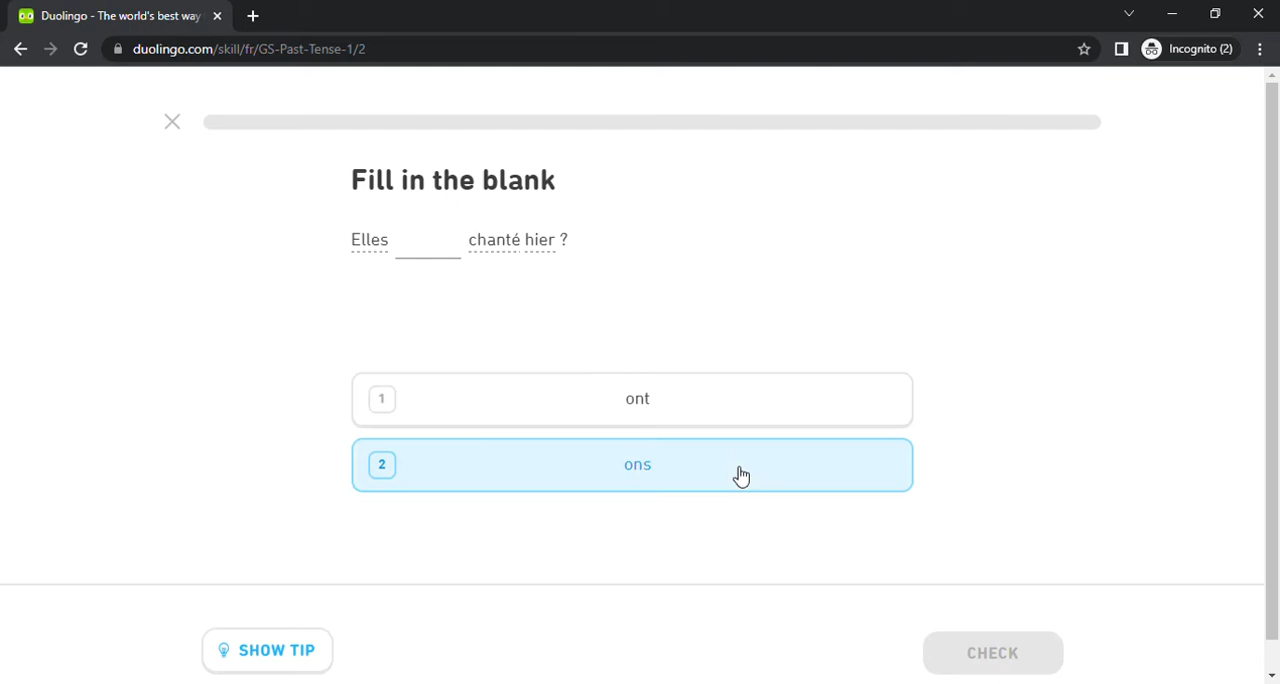 Duolingo - The world's best way
duolingo.com/skill/fr/GS-Past-Tense-1/2
Incognito (2)
Fill in the blank
Elles ______ chanté hier ?
1 ont
2 ons
SHOW TIP
CHECK